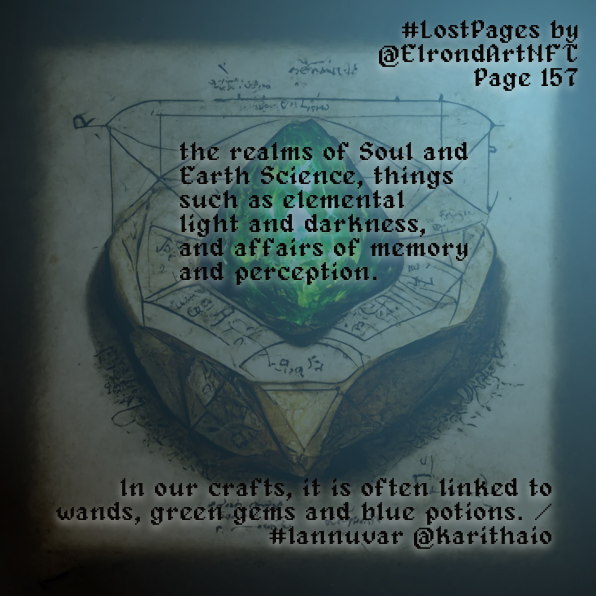 #LostPages by
@ElrondArtNFT
Page 157
the realms of Soul and
Earth Science, things
such as elemental
light and darkness,
and affairs of memory
and perception.
In our crafts, it is often linked to
wands, green gems and blue potions. /
#Iannuvar @karithaio